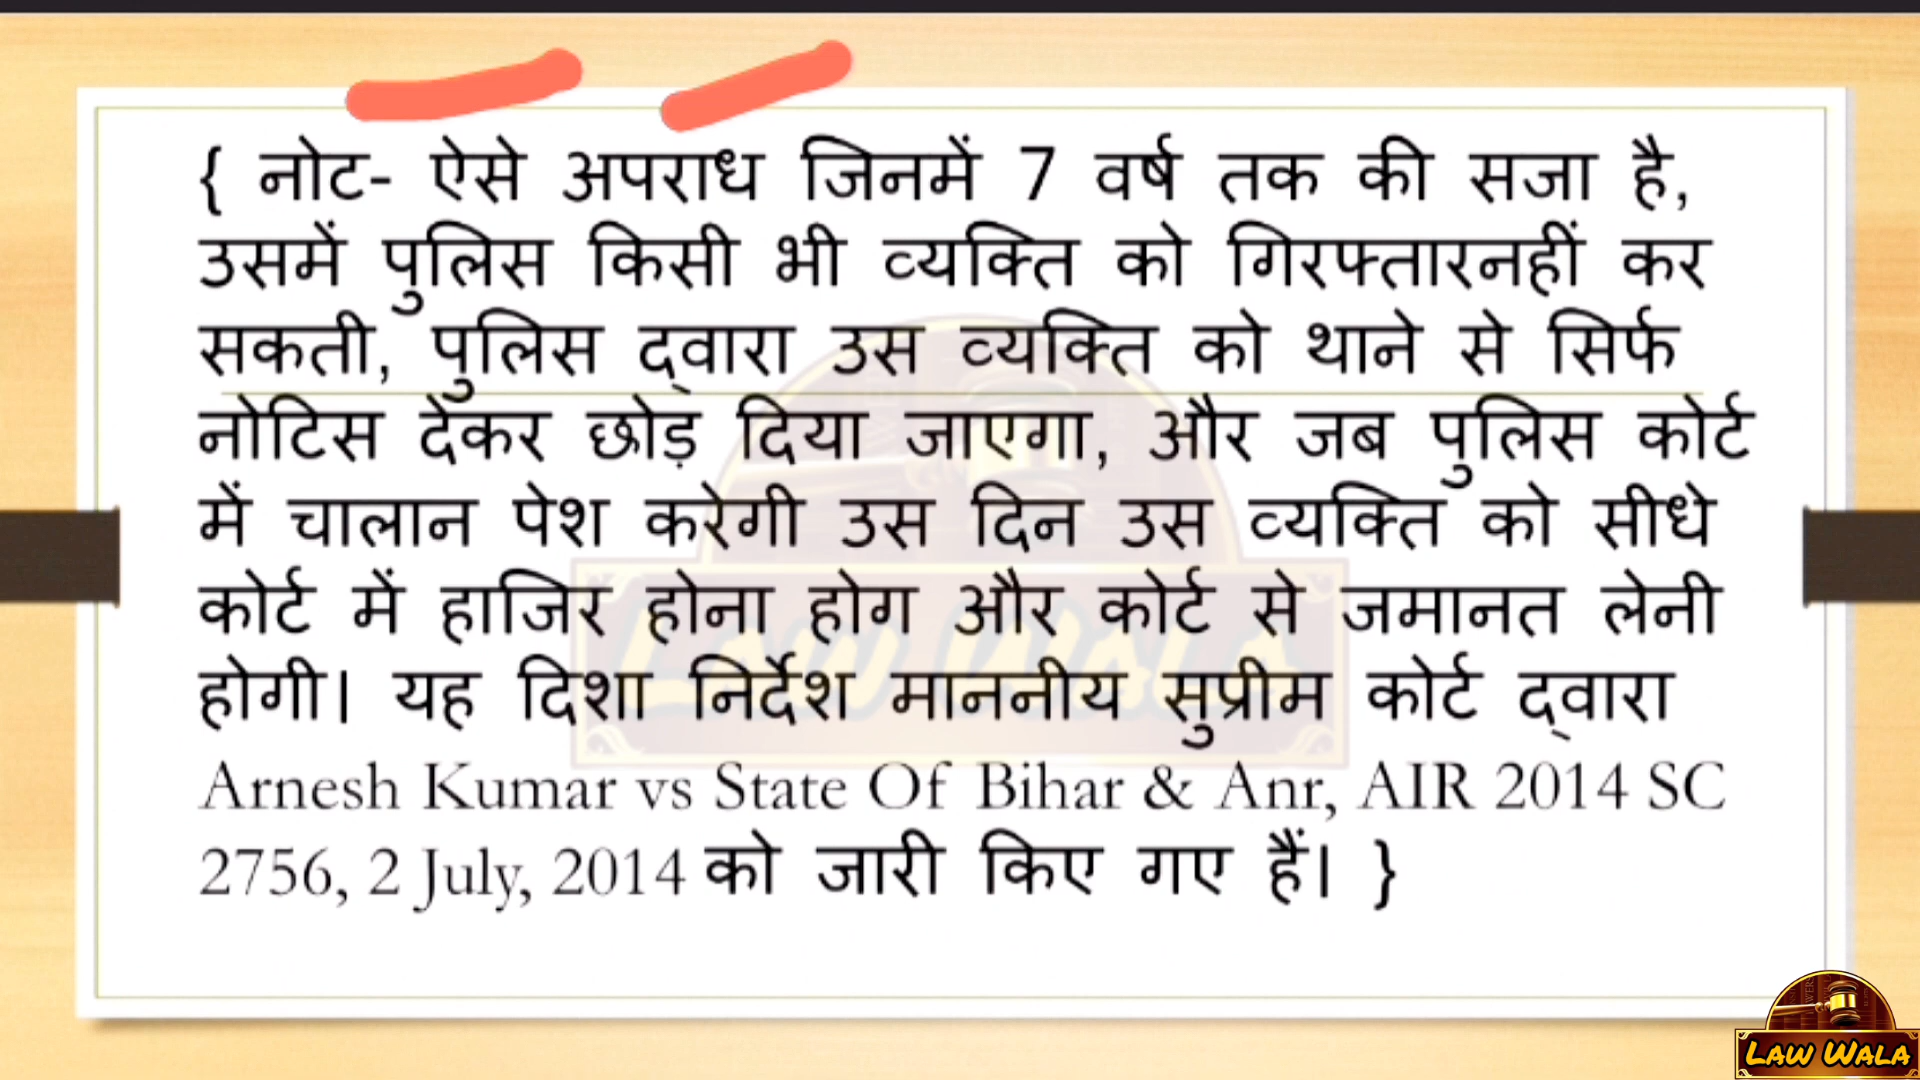 { नोट- ऐसे अपराध जिनमें 7 वर्ष तक की सजा है,
उसमें पुलिस किसी भी व्यक्ति को गिरफ्तारनहीं कर
सकती, पुलिस द्वारा उस व्यक्ति को थाने से सिर्फ
नोटिस देकर छोड़ दिया जाएगा, और जब पुलिस कोर्ट
में चालान पेश करेगी उस दिन उस व्यक्ति को सीधे
कोर्ट में हाजिर होना होग और कोर्ट से जमानत लेनी
होगी। यह दिशा निर्देश माननीय सुप्रीम कोर्ट द्वारा
Arnesh Kumar vs State Of Bihar & Anr, AIR 2014 SC
2756, 2 July, 2014 को जारी किए गए हैं। }
LAW WALA
LAW WALA